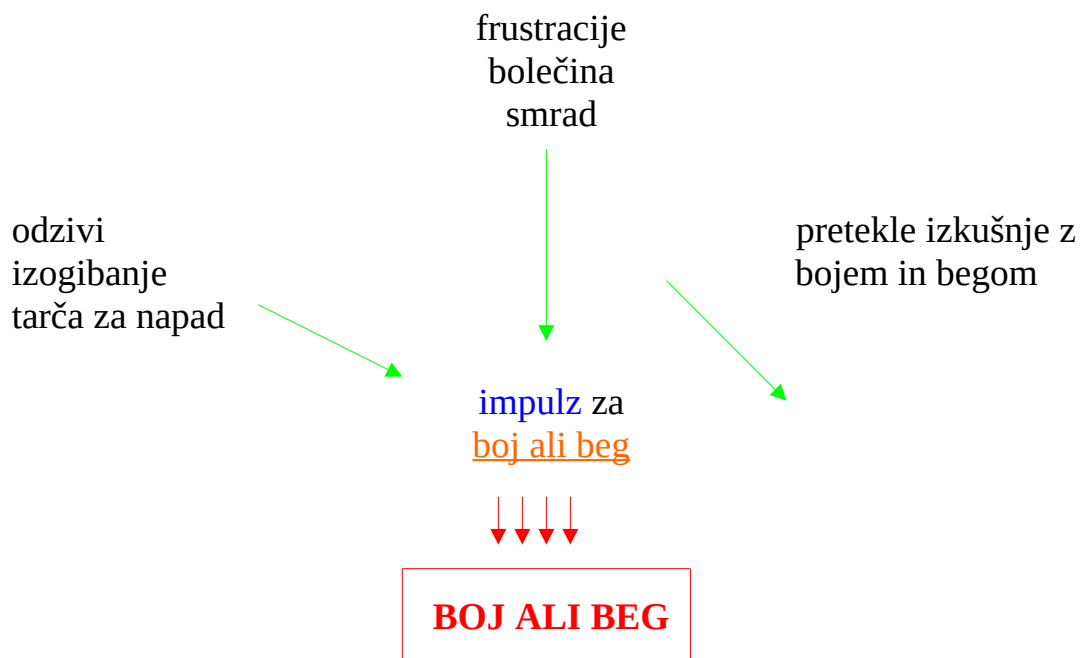 frustracije
bolečina
smrad
odzivi
izogibanje
tarča za napad
pretekle izkušnje z
bojem in begom
impulz za
boj ali beg
BOJ ALI BEG